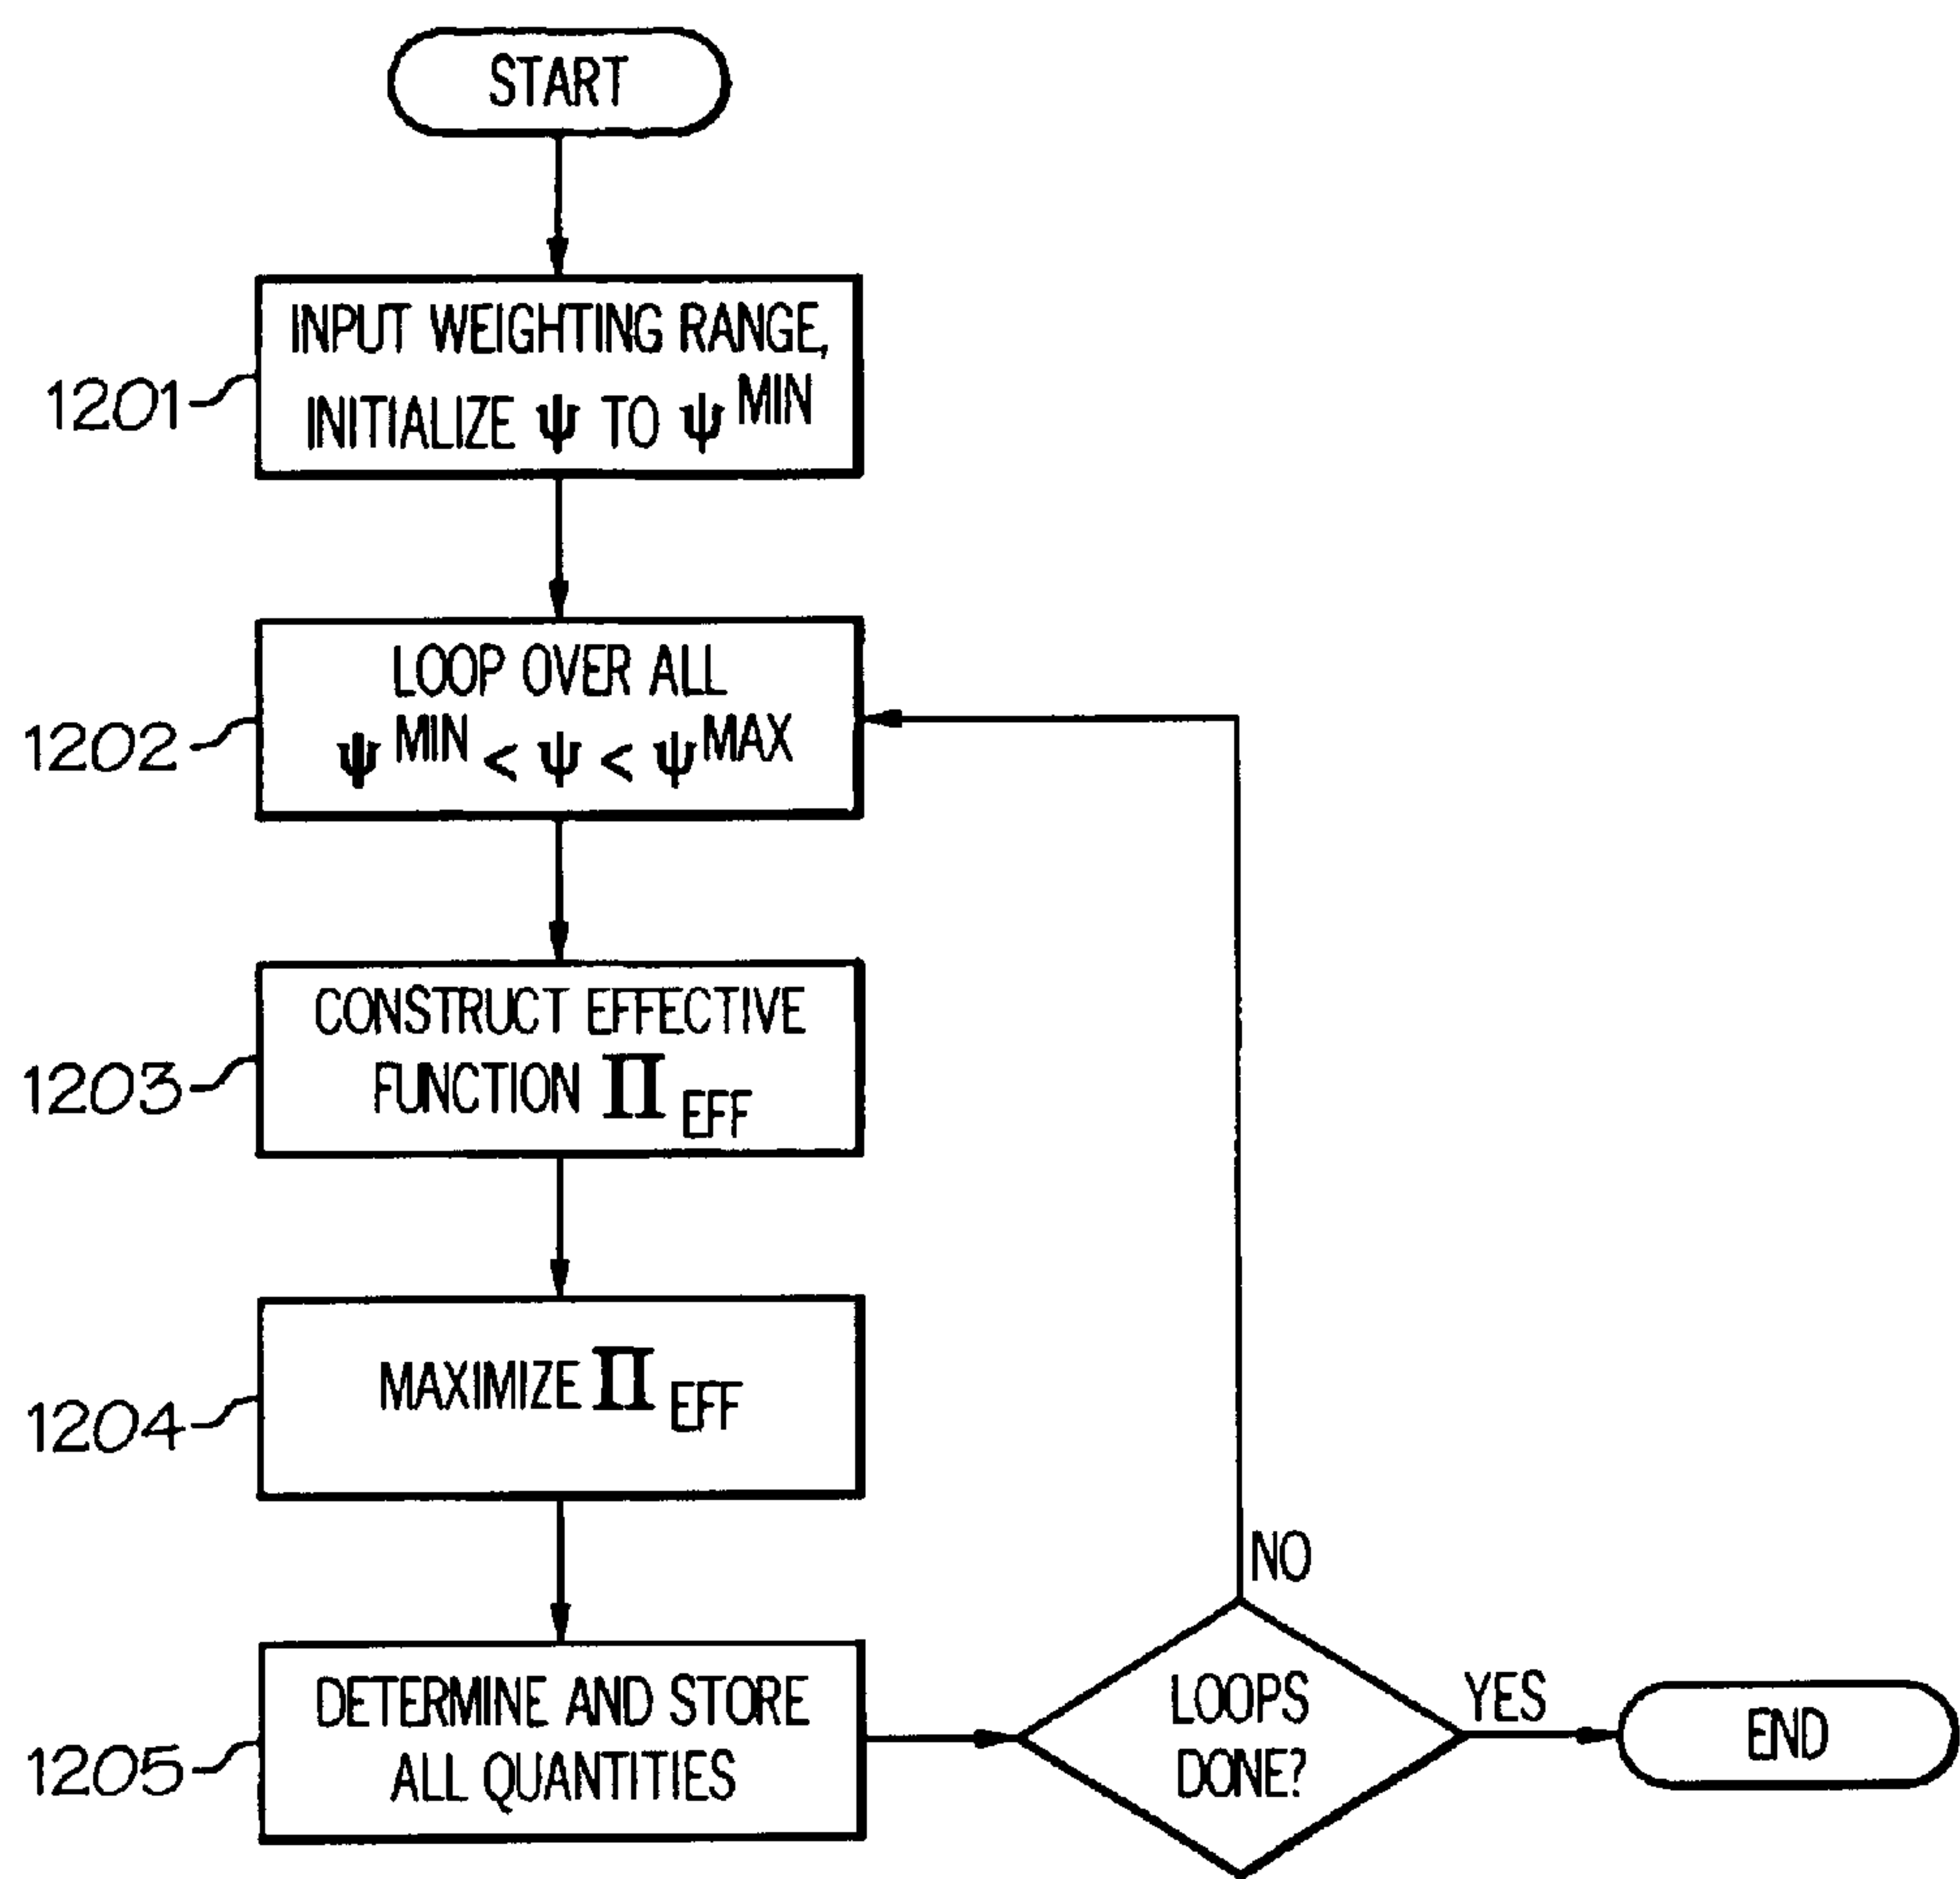 START
1201
INPUT WEIGHTING RANGE,
INITIALIZE Ψ TO Ψ MIN
1202
LOOP OVER ALL
Ψ MIN < Ψ < Ψ MAX
1203
CONSTRUCT EFFECTIVE
FUNCTION Π EFF
1204
MAXIMIZE Π EFF
1205
DETERMINE AND STORE
ALL QUANTITIES
NO
LOOPS
DONE?
YES
END